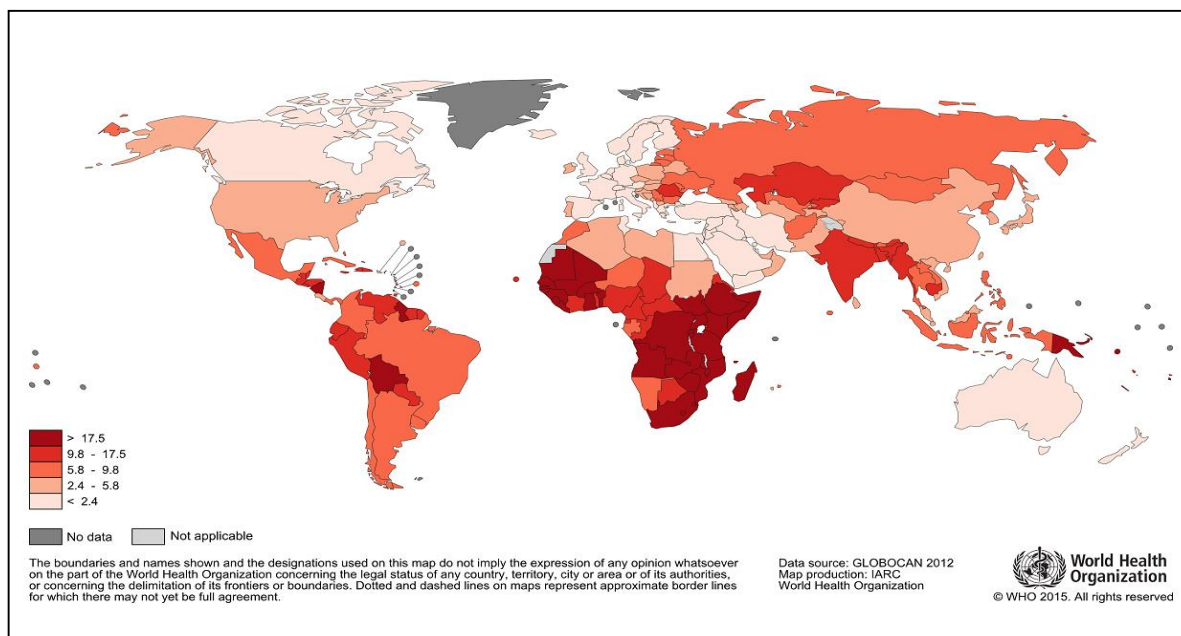 > 17.5
9.8 - 17.5
5.8 - 9.8
2.4 - 5.8
< 2.4
No data
Not applicable
The boundaries and names shown and the designations used on this map do not imply the expression of any opinion whatsoever
on the part of the World Health Organization concerning the legal status of any country, territory, city or area or of its authorities,
or concerning the delimitation of its frontiers or boundaries. Dotted and dashed lines on maps represent approximate border lines
for which there may not yet be full agreement.
Data source: GLOBOCAN 2012
Map production: IARC
World Health Organization
World Health
Organization
© WHO 2015. All rights reserved